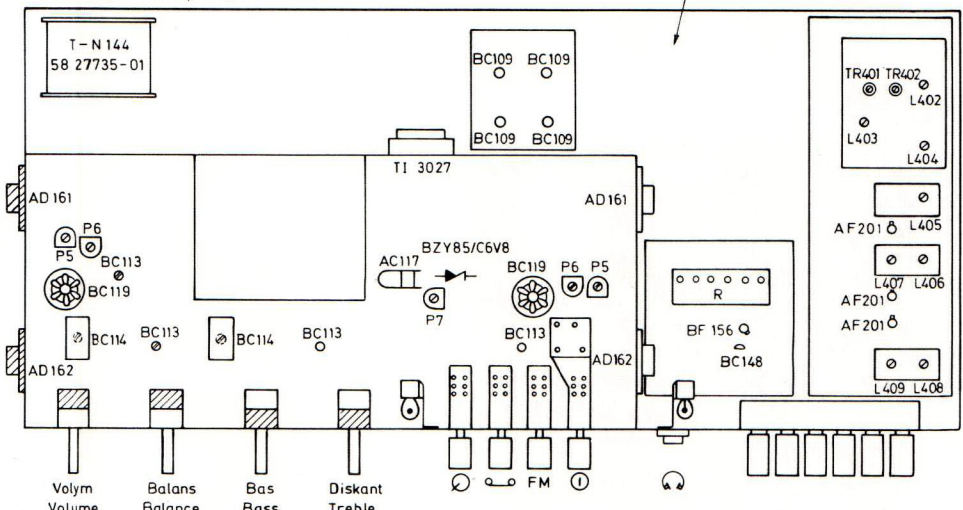 T-N 144
58 27735-01
BC109 BC109
BC109 BC109
TR401 TR402
L402
L403
L404
TI 3027
AD161
AD161
P5 P6
BC113
BC119
BC114
BC113
BC114
BC113
AD162
AC117
BZY85/C6V8
P7
BC119
P6 P5
BC113
AD162
R
BF 156
BC148
L405
AF201
L407 L406
AF201
AF201
L409 L408
Volym
Volume
Balans
Balance
Bas
Bass
Diskant
Treble
FM